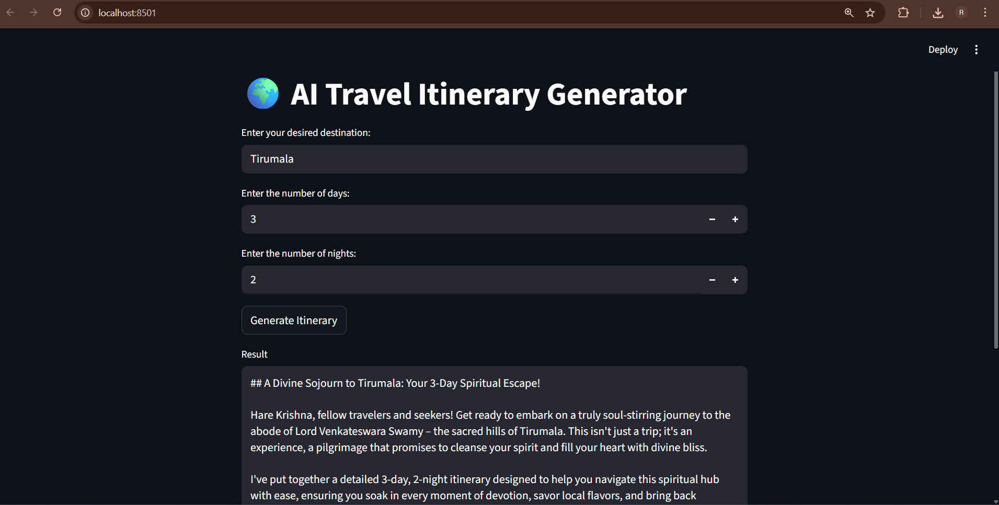 localhost:8501
R
Deploy
AI Travel Itinerary Generator
Enter your desired destination:
Tirumala
Enter the number of days:
3
Enter the number of nights:
2
Generate Itinerary
Result
## A Divine Sojourn to Tirumala: Your 3-Day Spiritual Escape!
Hare Krishna, fellow travelers and seekers! Get ready to embark on a truly soul-stirring journey to the
abode of Lord Venkateswara Swamy – the sacred hills of Tirumala. This isn't just a trip; it's an
experience, a pilgrimage that promises to cleanse your spirit and fill your heart with divine bliss.
I've put together a detailed 3-day, 2-night itinerary designed to help you navigate this spiritual hub
with ease, ensuring you soak in every moment of devotion, savor local flavors, and bring back